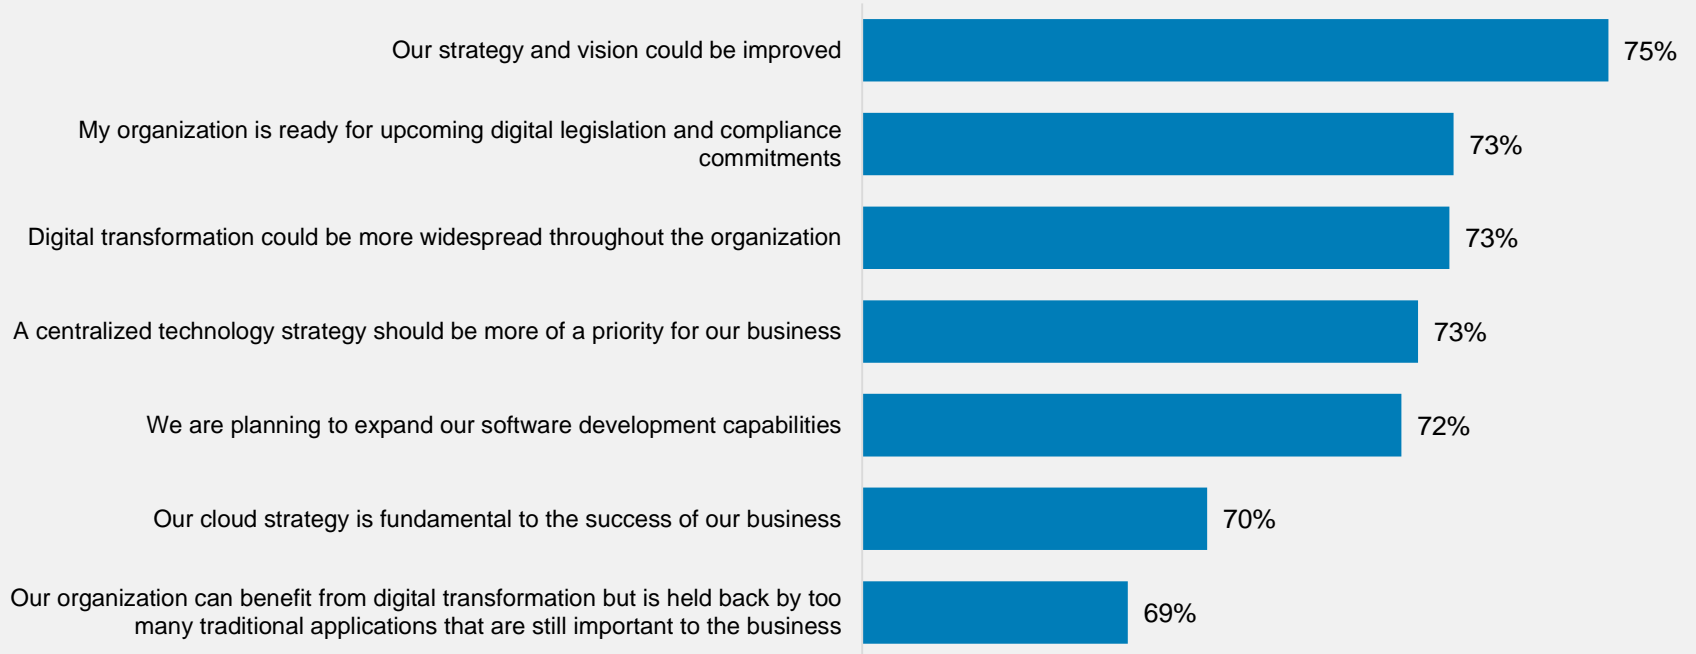 Our strategy and vision could be improved
75%
My organization is ready for upcoming digital legislation and compliance
commitments
73%
Digital transformation could be more widespread throughout the organization
73%
A centralized technology strategy should be more of a priority for our business
73%
We are planning to expand our software development capabilities
72%
Our cloud strategy is fundamental to the success of our business
70%
Our organization can benefit from digital transformation but is held back by too
many traditional applications that are still important to the business
69%